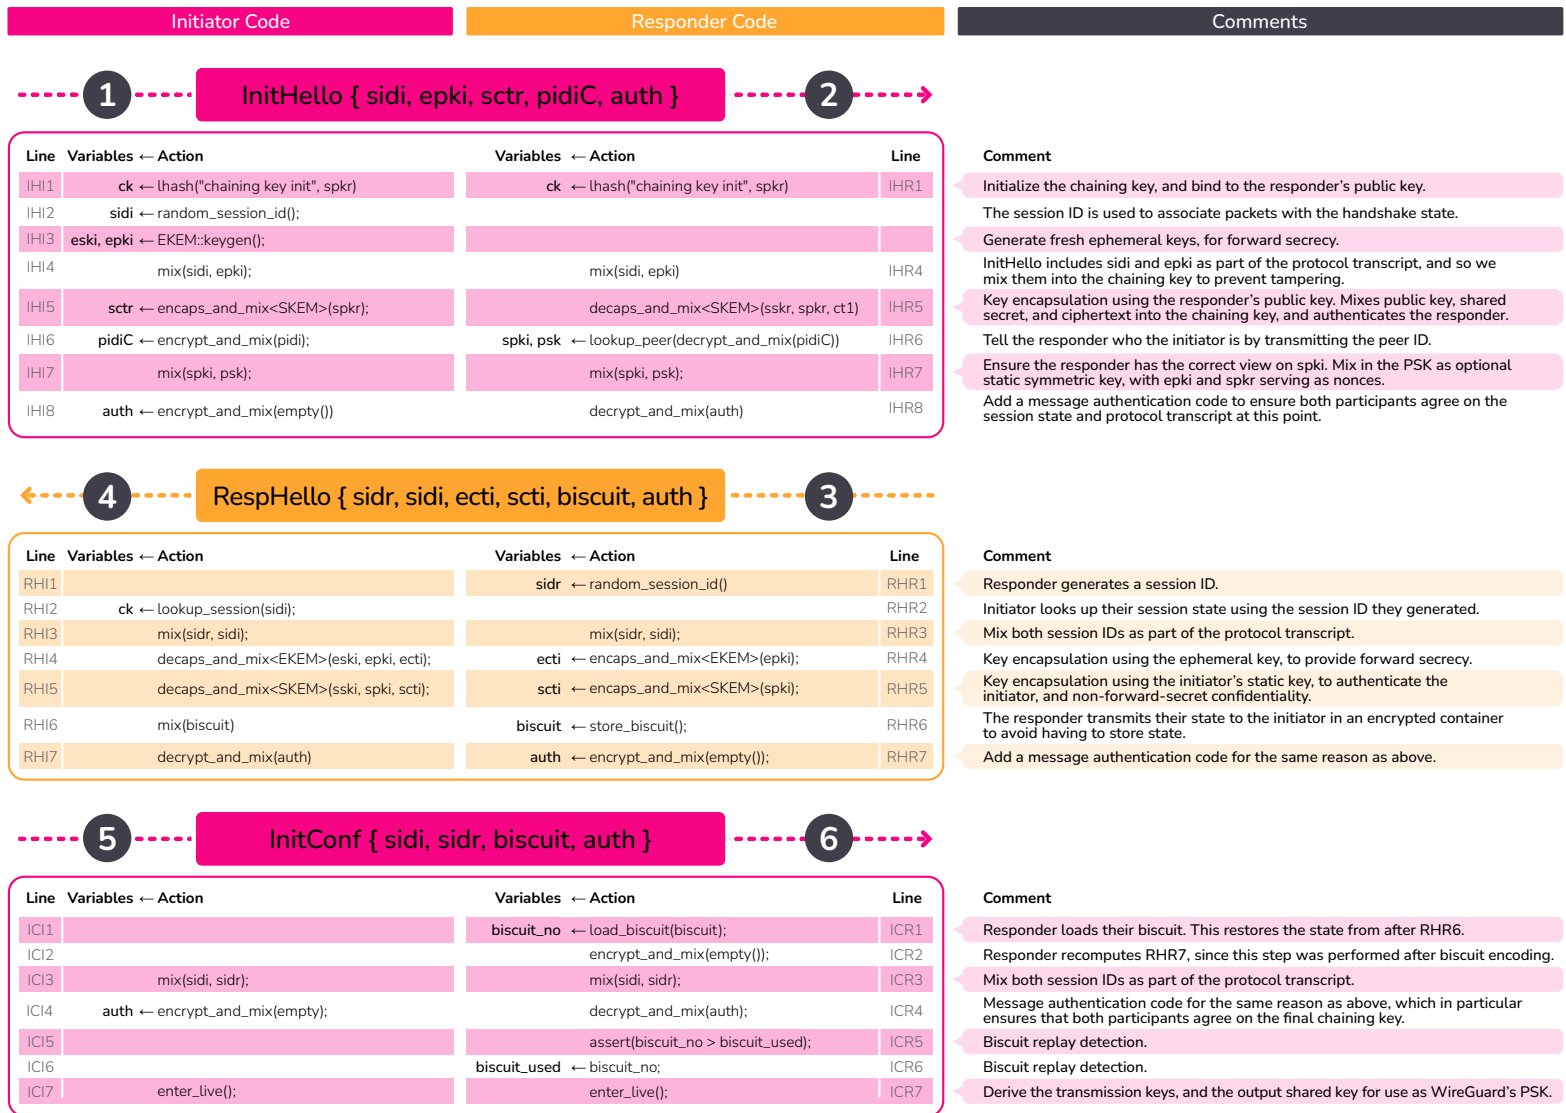 Initiator Code Responder Code Comments
1 InitHello { sidi, epki, sctr, pidiC, auth } 2
Line Variables ← Action Variables ← Action Line Comment
IHI1 ck ← lhash("chaining key init", spkr) ck ← lhash("chaining key init", spkr) IHR1 Initialize the chaining key, and bind to the responder's public key.
IHI2 sidi ← random_session_id(); The session ID is used to associate packets with the handshake state.
IHI3 eski, epki ← EKEM::keygen(); Generate fresh ephemeral keys, for forward secrecy.
IHI4 mix(sidi, epki); mix(sidi, epki) IHR4 InitHello includes sidi and epki as part of the protocol transcript, and so we
mix them into the chaining key to prevent tampering.
IHI5 sctr ← encaps_and_mix<SKEM>(spkr); decaps_and_mix<SKEM>(sskr, spkr, ct1) IHR5 Key encapsulation using the responder's public key. Mixes public key, shared
secret, and ciphertext into the chaining key, and authenticates the responder.
IHI6 pidiC ← encrypt_and_mix(pidi); spki, psk ← lookup_peer(decrypt_and_mix(pidiC)) IHR6 Tell the responder who the initiator is by transmitting the peer ID.
IHI7 mix(spki, psk); mix(spki, psk); IHR7 Ensure the responder has the correct view on spki. Mix in the PSK as optional
static symmetric key, with epki and spkr serving as nonces.
IHI8 auth ← encrypt_and_mix(empty()) decrypt_and_mix(auth) IHR8 Add a message authentication code to ensure both participants agree on the
session state and protocol transcript at this point.
4 RespHello { sidr, sidi, ecti, scti, biscuit, auth } 3
Line Variables ← Action Variables ← Action Line Comment
RHI1 sidr ← random_session_id() RHR1 Responder generates a session ID.
RHI2 ck ← lookup_session(sidi); RHR2 Initiator looks up their session state using the session ID they generated.
RHI3 mix(sidr, sidi); mix(sidr, sidi); RHR3 Mix both session IDs as part of the protocol transcript.
RHI4 decaps_and_mix<EKEM>(eski, epki, ecti); ecti ← encaps_and_mix<EKEM>(epki); RHR4 Key encapsulation using the ephemeral key, to provide forward secrecy.
RHI5 decaps_and_mix<SKEM>(sski, spki, scti); scti ← encaps_and_mix<SKEM>(spki); RHR5 Key encapsulation using the initiator's static key, to authenticate the
initiator, and non-forward-secret confidentiality.
RHI6 mix(biscuit) biscuit ← store_biscuit(); RHR6 The responder transmits their state to the initiator in an encrypted container
to avoid having to store state.
RHI7 decrypt_and_mix(auth) auth ← encrypt_and_mix(empty()); RHR7 Add a message authentication code for the same reason as above.
5 InitConf { sidi, sidr, biscuit, auth } 6
Line Variables ← Action Variables ← Action Line Comment
ICI1 biscuit_no ← load_biscuit(biscuit); ICR1 Responder loads their biscuit. This restores the state from after RHR6.
ICI2 encrypt_and_mix(empty()); ICR2 Responder recomputes RHR7, since this step was performed after biscuit encoding.
ICI3 mix(sidi, sidr); mix(sidi, sidr); ICR3 Mix both session IDs as part of the protocol transcript.
ICI4 auth ← encrypt_and_mix(empty); decrypt_and_mix(auth); ICR4 Message authentication code for the same reason as above, which in particular
ensures that both participants agree on the final chaining key.
ICI5 assert(biscuit_no > biscuit_used); ICR5 Biscuit replay detection.
ICI6 biscuit_used ← biscuit_no; ICR6 Biscuit replay detection.
ICI7 enter_live(); enter_live(); ICR7 Derive the transmission keys, and the output shared key for use as WireGuard's PSK.